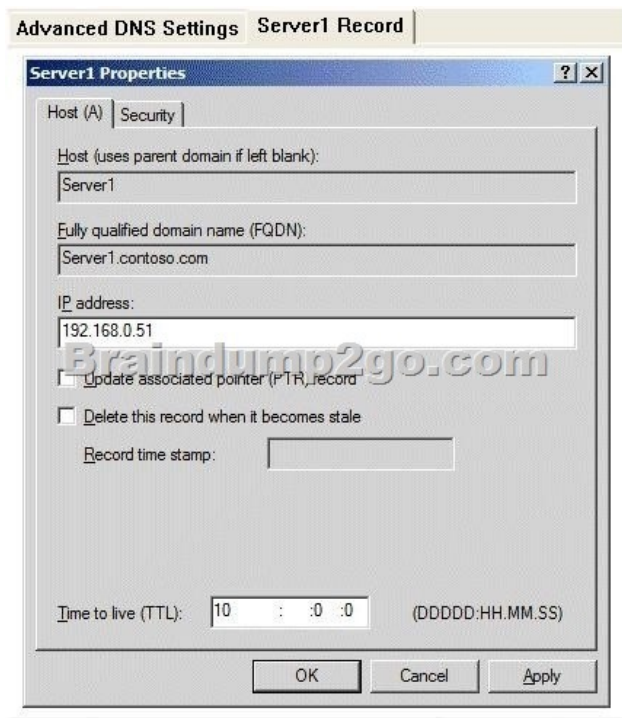 Advanced DNS Settings Server1 Record
Server1 Properties
Host (A) Security
Host (uses parent domain if left blank):
Server1
Fully qualified domain name (FQDN):
Server1.contoso.com
IP address:
192.168.0.51
Braindump2go.com
Update associated pointer (PTR) record
Delete this record when it becomes stale
Record time stamp:
Time to live (TTL): 10 : :0 :0 (DDDDD:HH.MM.SS)
OK Cancel Apply